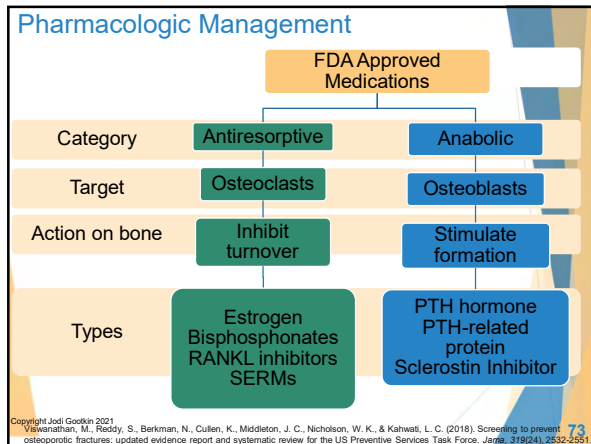 Pharmacologic Management
FDA Approved
Medications
Category
Antiresorptive
Anabolic
Target
Osteoclasts
Osteoblasts
Action on bone
Inhibit
turnover
Stimulate
formation
Types
Estrogen
Bisphosphonates
RANKL inhibitors
SERMs
PTH hormone
PTH-related
protein
Sclerostin Inhibitor
Copyright Jodi Gootkin 2021
Viswanathan, M., Reddy, S., Berkman, N., Cullen, K., Middleton, J. C., Nicholson, W. K., & Kahwati, L. C. (2018). Screening to prevent
osteoporotic fractures: updated evidence report and systematic review for the US Preventive Services Task Force. Jama, 319(24), 2532-2551.
73